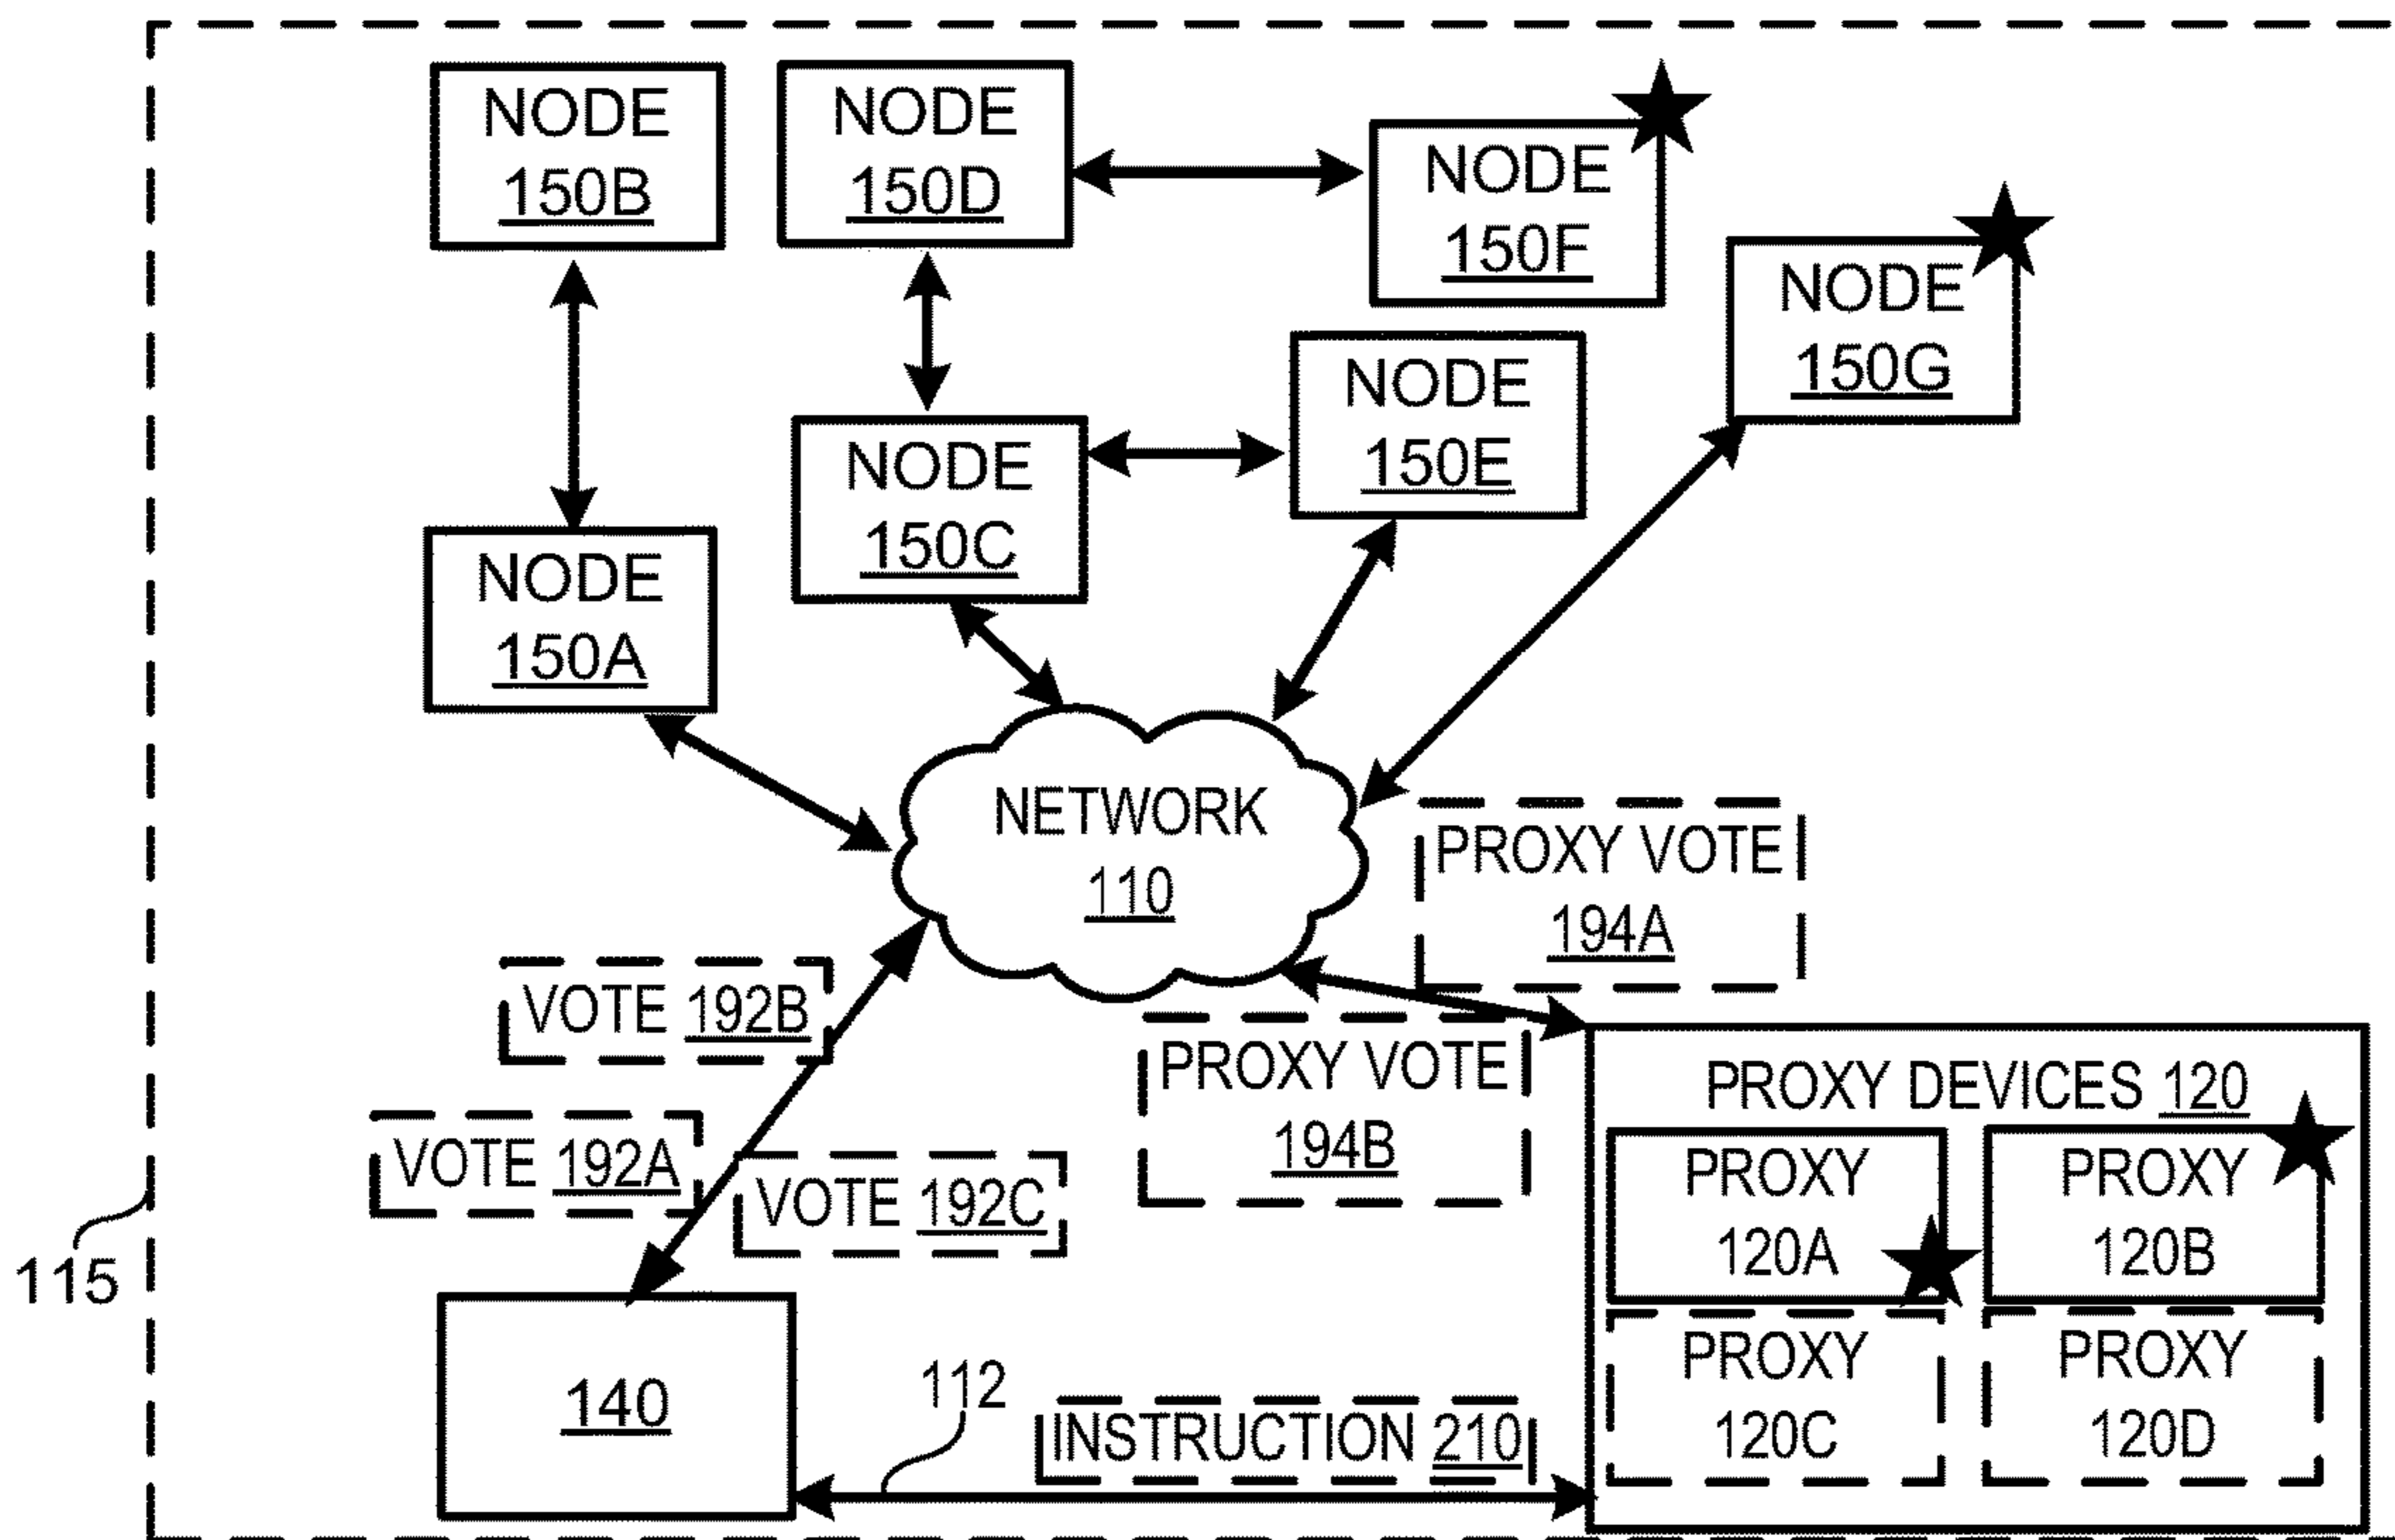 NODE
150B
NODE
150D
NODE
150F
NODE
150G
NODE
150E
NODE
150C
NODE
150A
NETWORK
110
PROXY VOTE
194A
VOTE 192B
PROXY VOTE
194B
VOTE 192A
VOTE 192C
PROXY DEVICES 120
PROXY
120A
PROXY
120B
PROXY
120C
PROXY
120D
115
140
112
INSTRUCTION 210